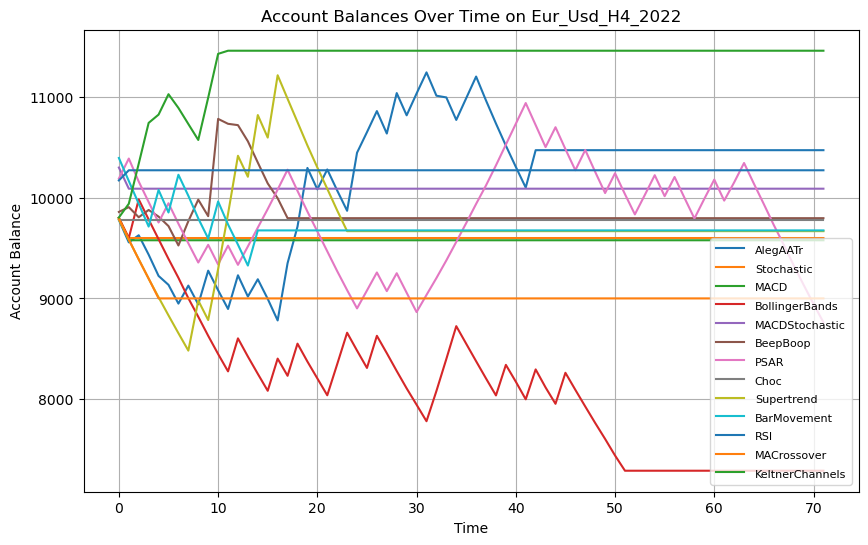 Account Balances Over Time on Eur_Usd_H4_2022
Account Balance
11000
10000
9000
8000
0 10 20 30 40 50 60 70
Time
AlegAATr
Stochastic
MACD
BollingerBands
MACDStochastic
BeepBoop
PSAR
Choc
Supertrend
BarMovement
RSI
MACrossover
KeltnerChannels